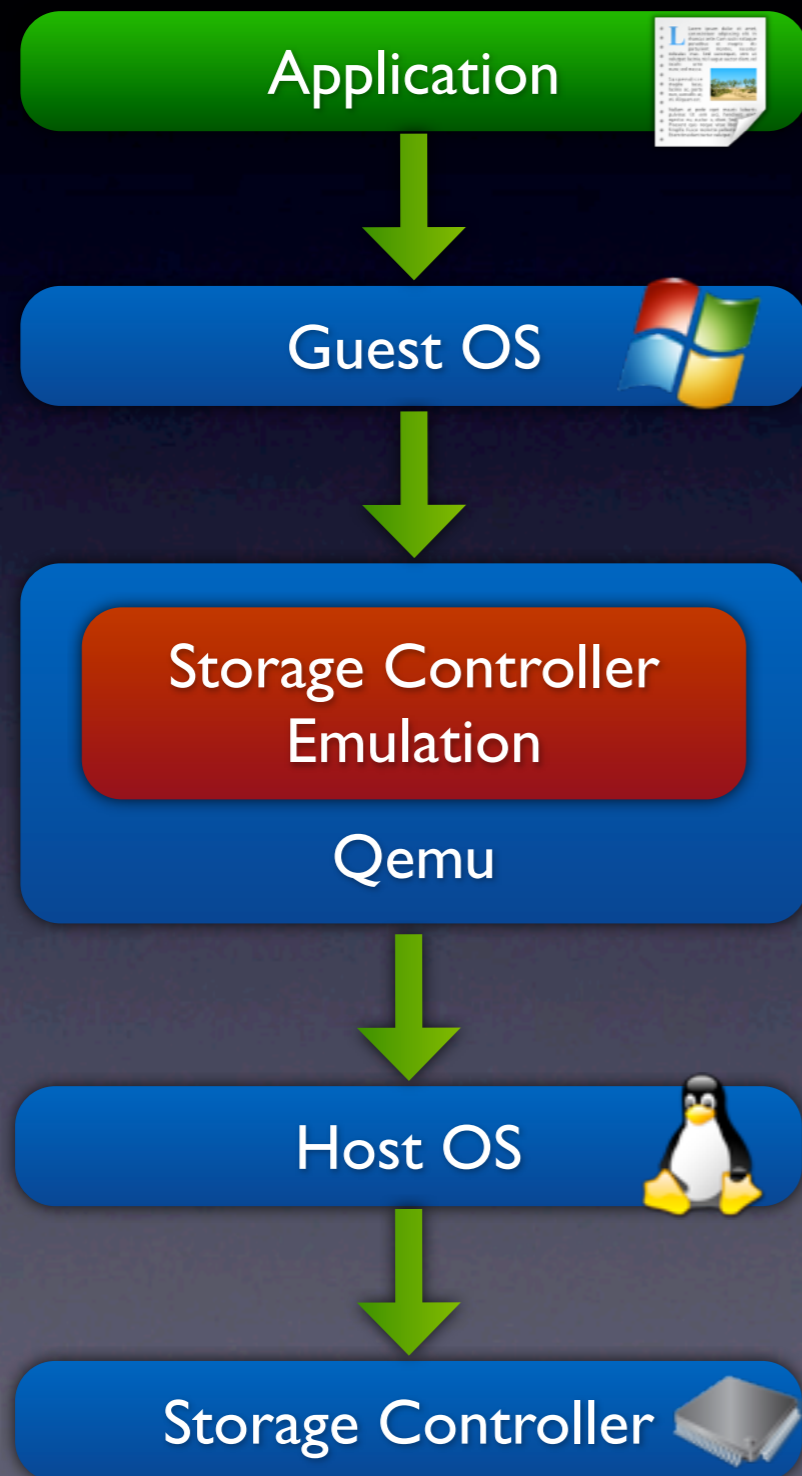 Application
Guest OS
Storage Controller
Emulation
Qemu
Host OS
Storage Controller